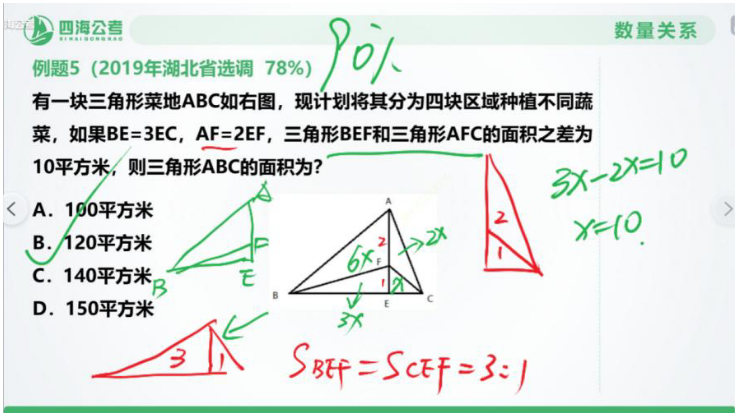 四海公考
SIHAIGONGKAO
数量关系
例题5（2019年湖北省选调 78%）
90%
有一块三角形菜地ABC如右图，现计划将其分为四块区域种植不同蔬
菜，如果BE=3EC，AF=2EF，三角形BEF和三角形AFC的面积之差为
10平方米，则三角形ABC的面积为？
3x-2x=10
x=10.
A. 100平方米
B. 120平方米
C. 140平方米
D. 150平方米
A
F
B
E
A
2
2x
6x
F
1
x
B
E
C
3x
2
1
3
1
S BEF = S CEF = 3:1